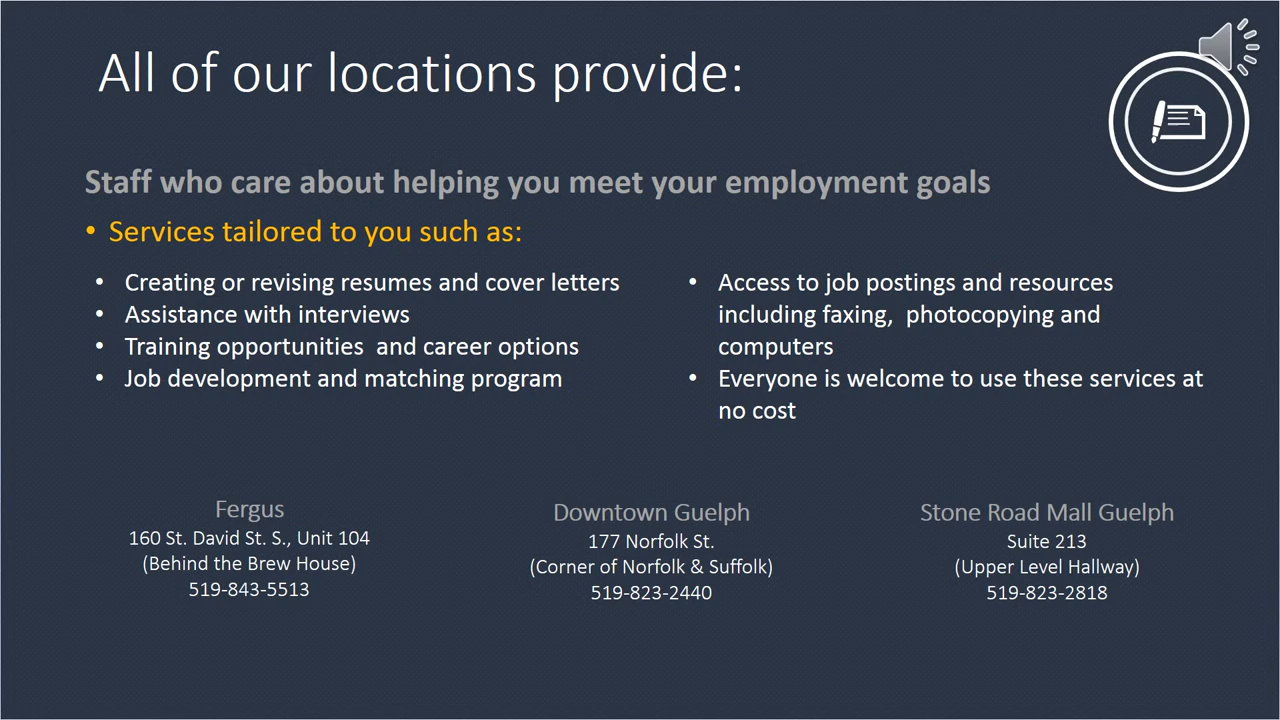 All of our locations provide:
Staff who care about helping you meet your employment goals
• Services tailored to you such as:
• Creating or revising resumes and cover letters
• Assistance with interviews
• Training opportunities  and career options
• Job development and matching program
• Access to job postings and resources
including faxing,  photocopying and
computers
• Everyone is welcome to use these services at
no cost
Fergus
160 St. David St. S., Unit 104
(Behind the Brew House)
519-843-5513
Downtown Guelph
177 Norfolk St.
(Corner of Norfolk & Suffolk)
519-823-2440
Stone Road Mall Guelph
Suite 213
(Upper Level Hallway)
519-823-2818